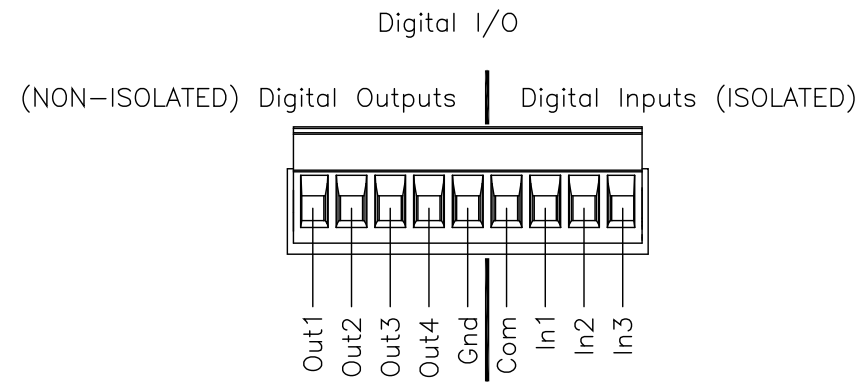 Digital I/O
(NON-ISOLATED) Digital Outputs
Digital Inputs (ISOLATED)
Out1
Out2
Out3
Out4
Gnd
Com
In1
In2
In3